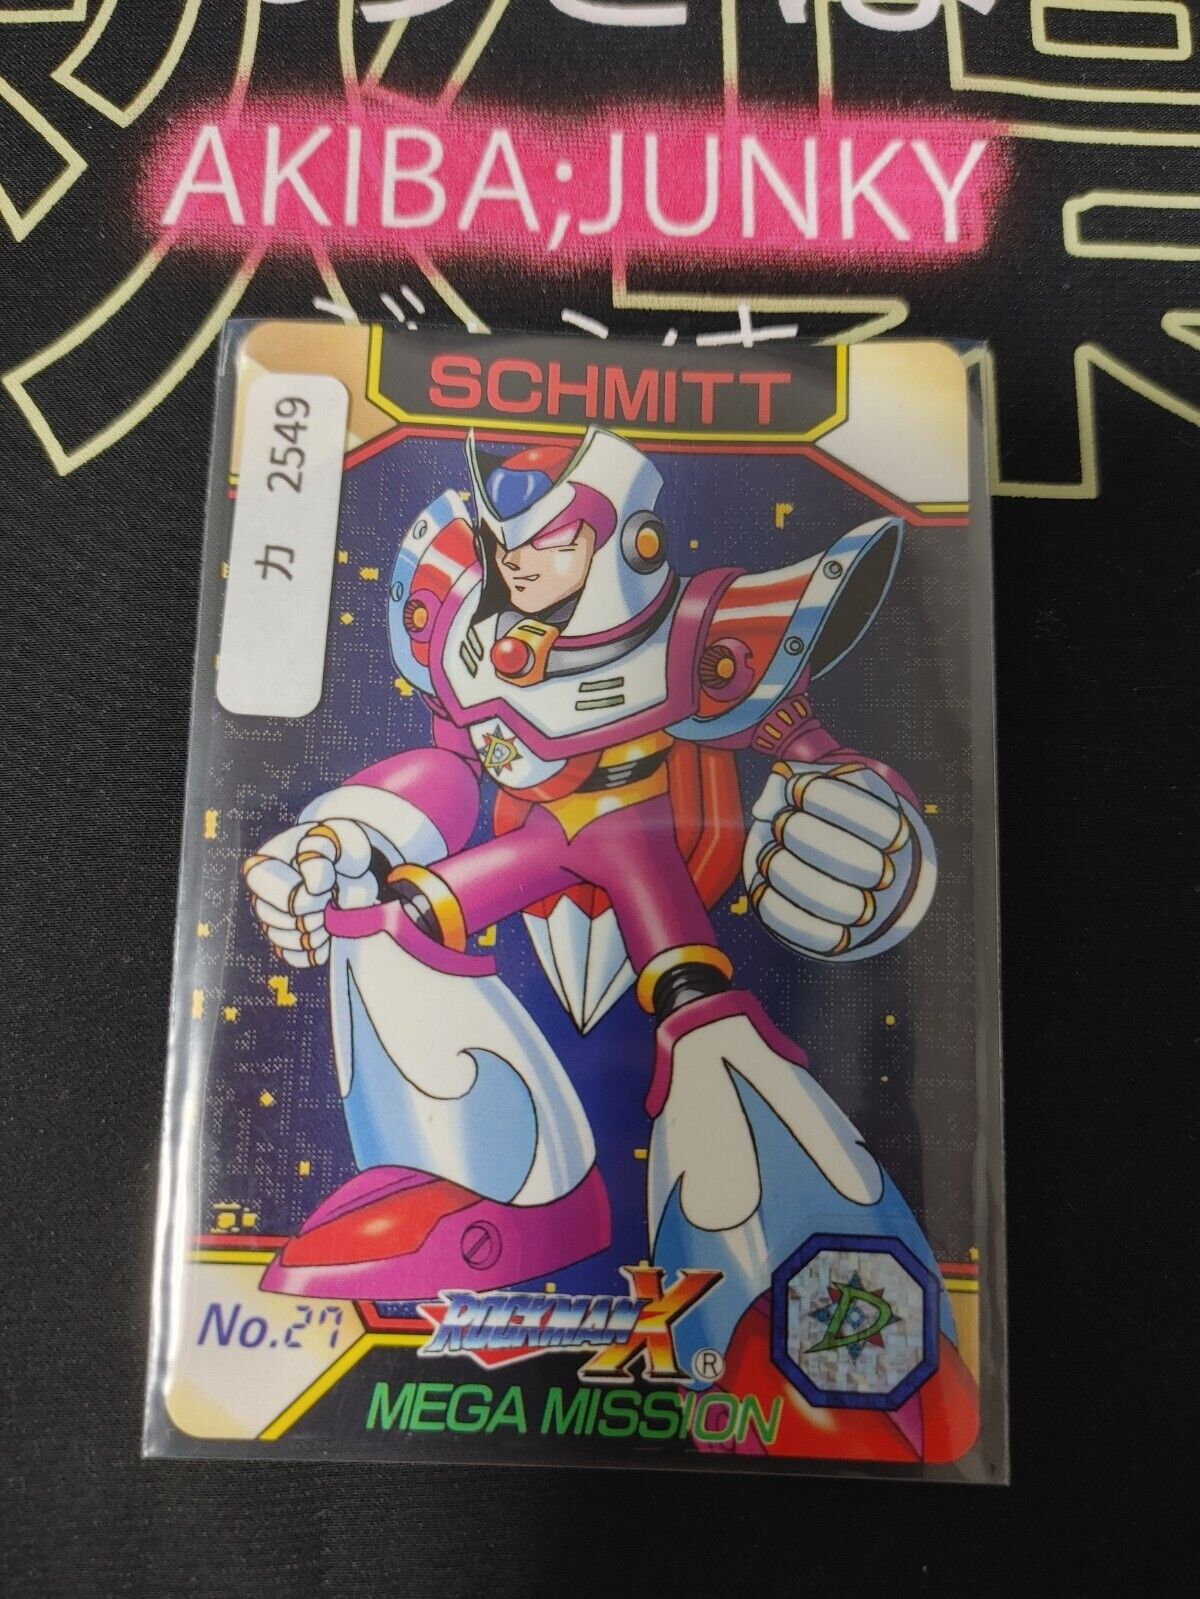 AKIBA;JUNKY
SCHMITT
カ 2549
No.27
ROCKMAN X ®
MEGA MISSION
D
D